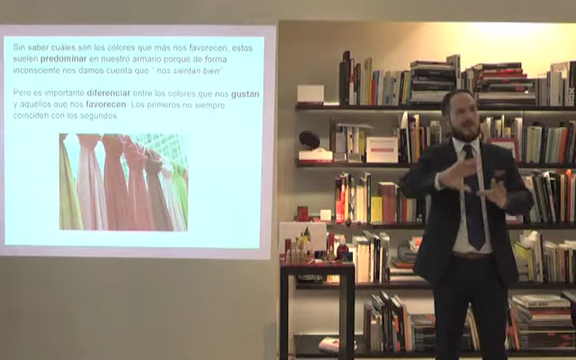 Sin saber cuáles son los colores que más nos favorecen, estos
suelen predominar en nuestro armario porque de forma
inconsciente nos damos cuenta que "nos sientan bien"
Pero es importante diferenciar entre los colores que nos gustan
y aquellos que nos favorecen. Los primeros no siempre
coinciden con los segundos.